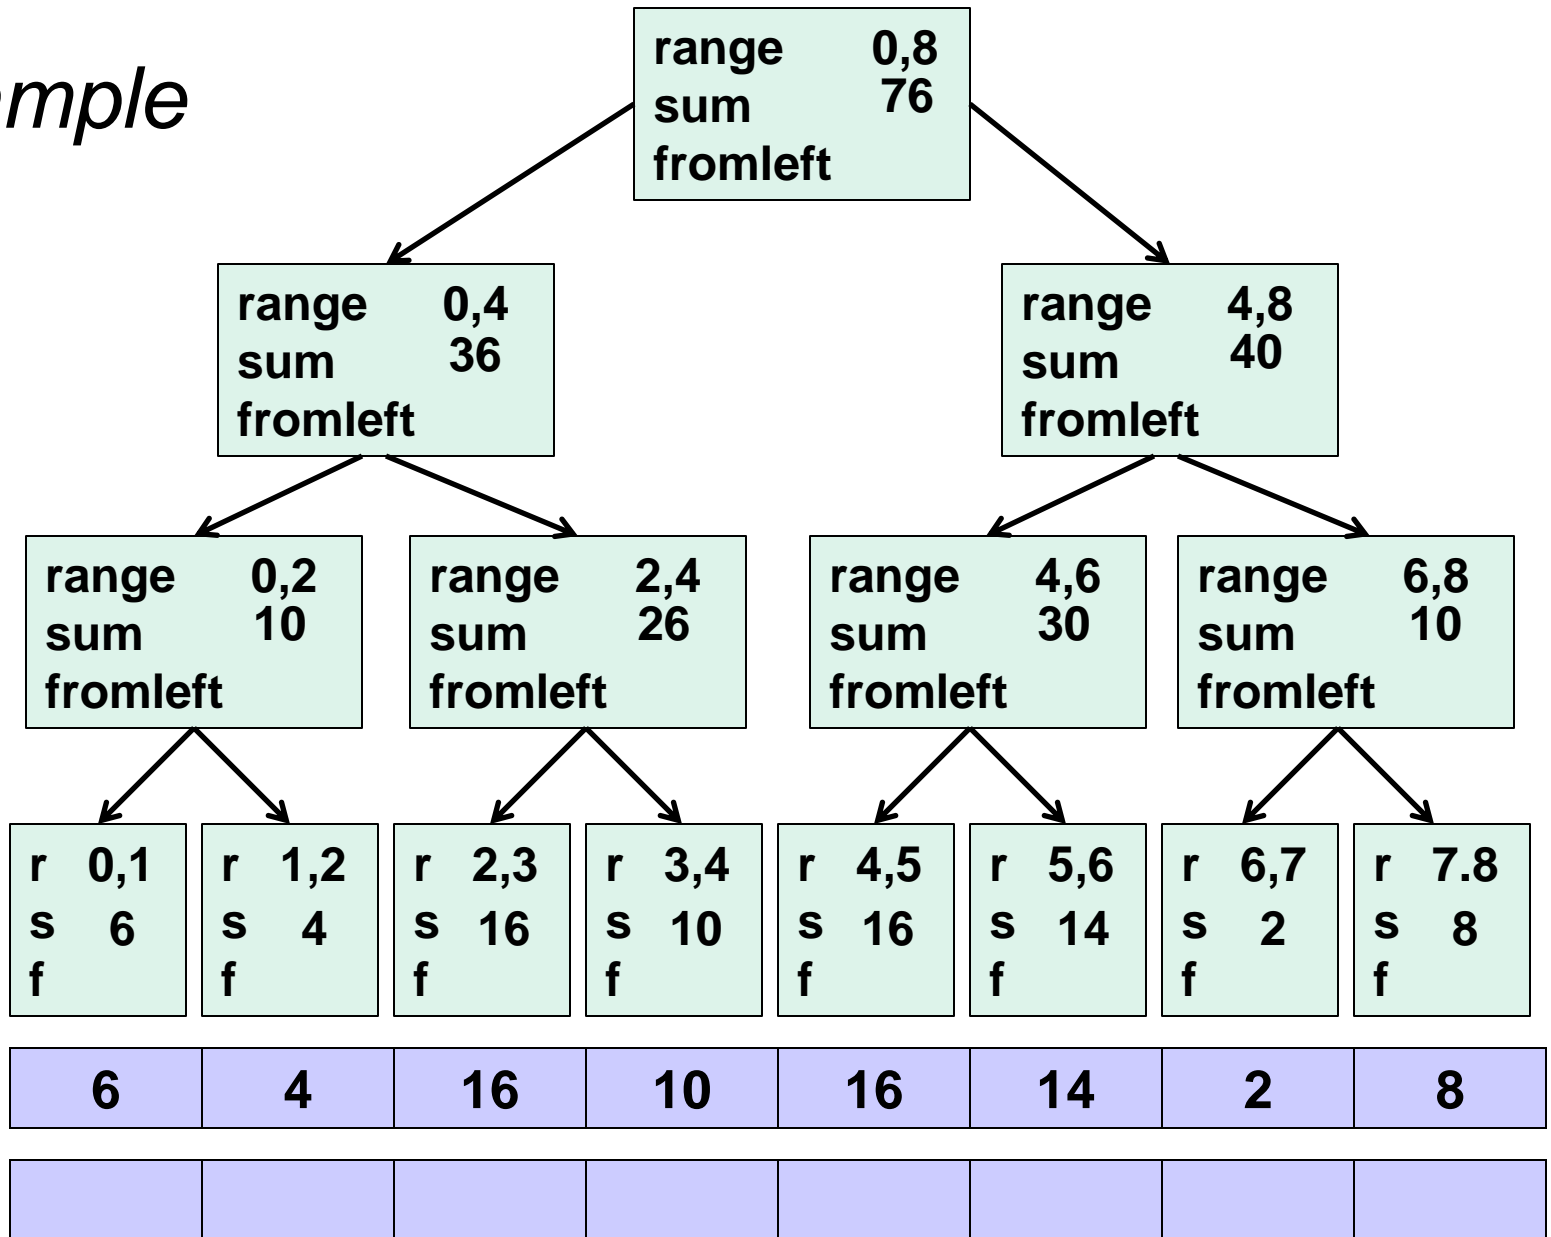 mple
range 0,8
sum 76
fromleft
range 0,4
sum 36
fromleft
range 4,8
sum 40
fromleft
range 0,2
sum 10
fromleft
range 2,4
sum 26
fromleft
range 4,6
sum 30
fromleft
range 6,8
sum 10
fromleft
r 0,1
s 6
f
r 1,2
s 4
f
r 2,3
s 16
f
r 3,4
s 10
f
r 4,5
s 16
f
r 5,6
s 14
f
r 6,7
s 2
f
r 7.8
s 8
f
6 4 16 10 16 14 2 8